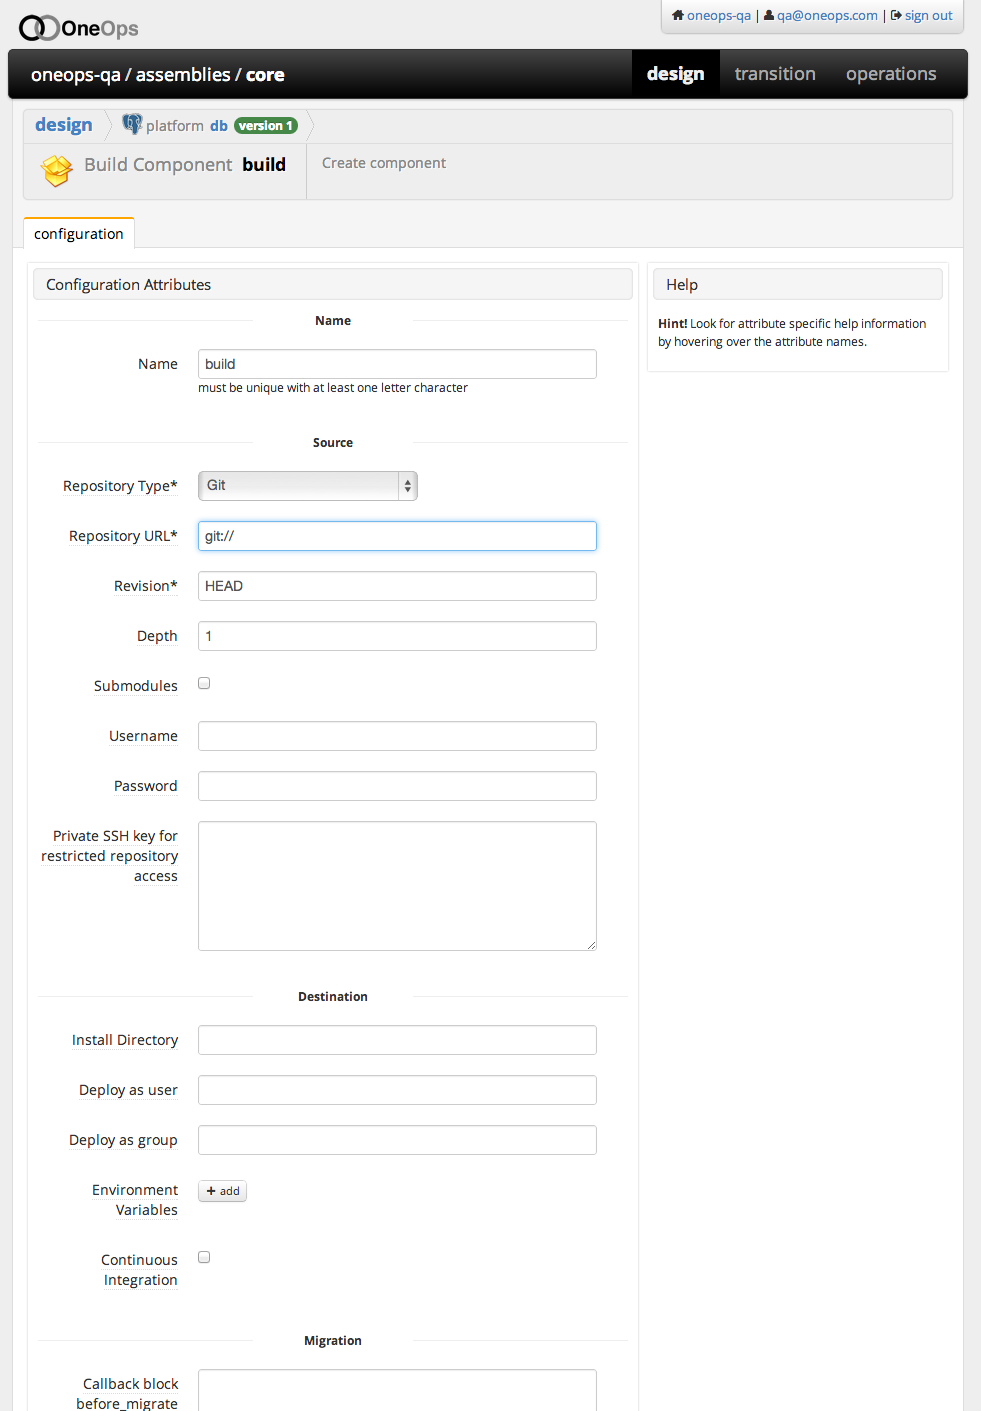 OneOps
oneops-qa | qa@oneops.com | sign out
oneops-qa / assemblies / core
design transition operations
design platform db version 1
Build Component build
Create component
configuration
Configuration Attributes
Help
Hint! Look for attribute specific help information
by hovering over the attribute names.
Name
Name build
must be unique with at least one letter character
Source
Repository Type* Git
Repository URL* git://
Revision* HEAD
Depth 1
Submodules
Username
Password
Private SSH key for
restricted repository
access
Destination
Install Directory
Deploy as user
Deploy as group
Environment
Variables
+ add
Continuous
Integration
Migration
Callback block
before_migrate